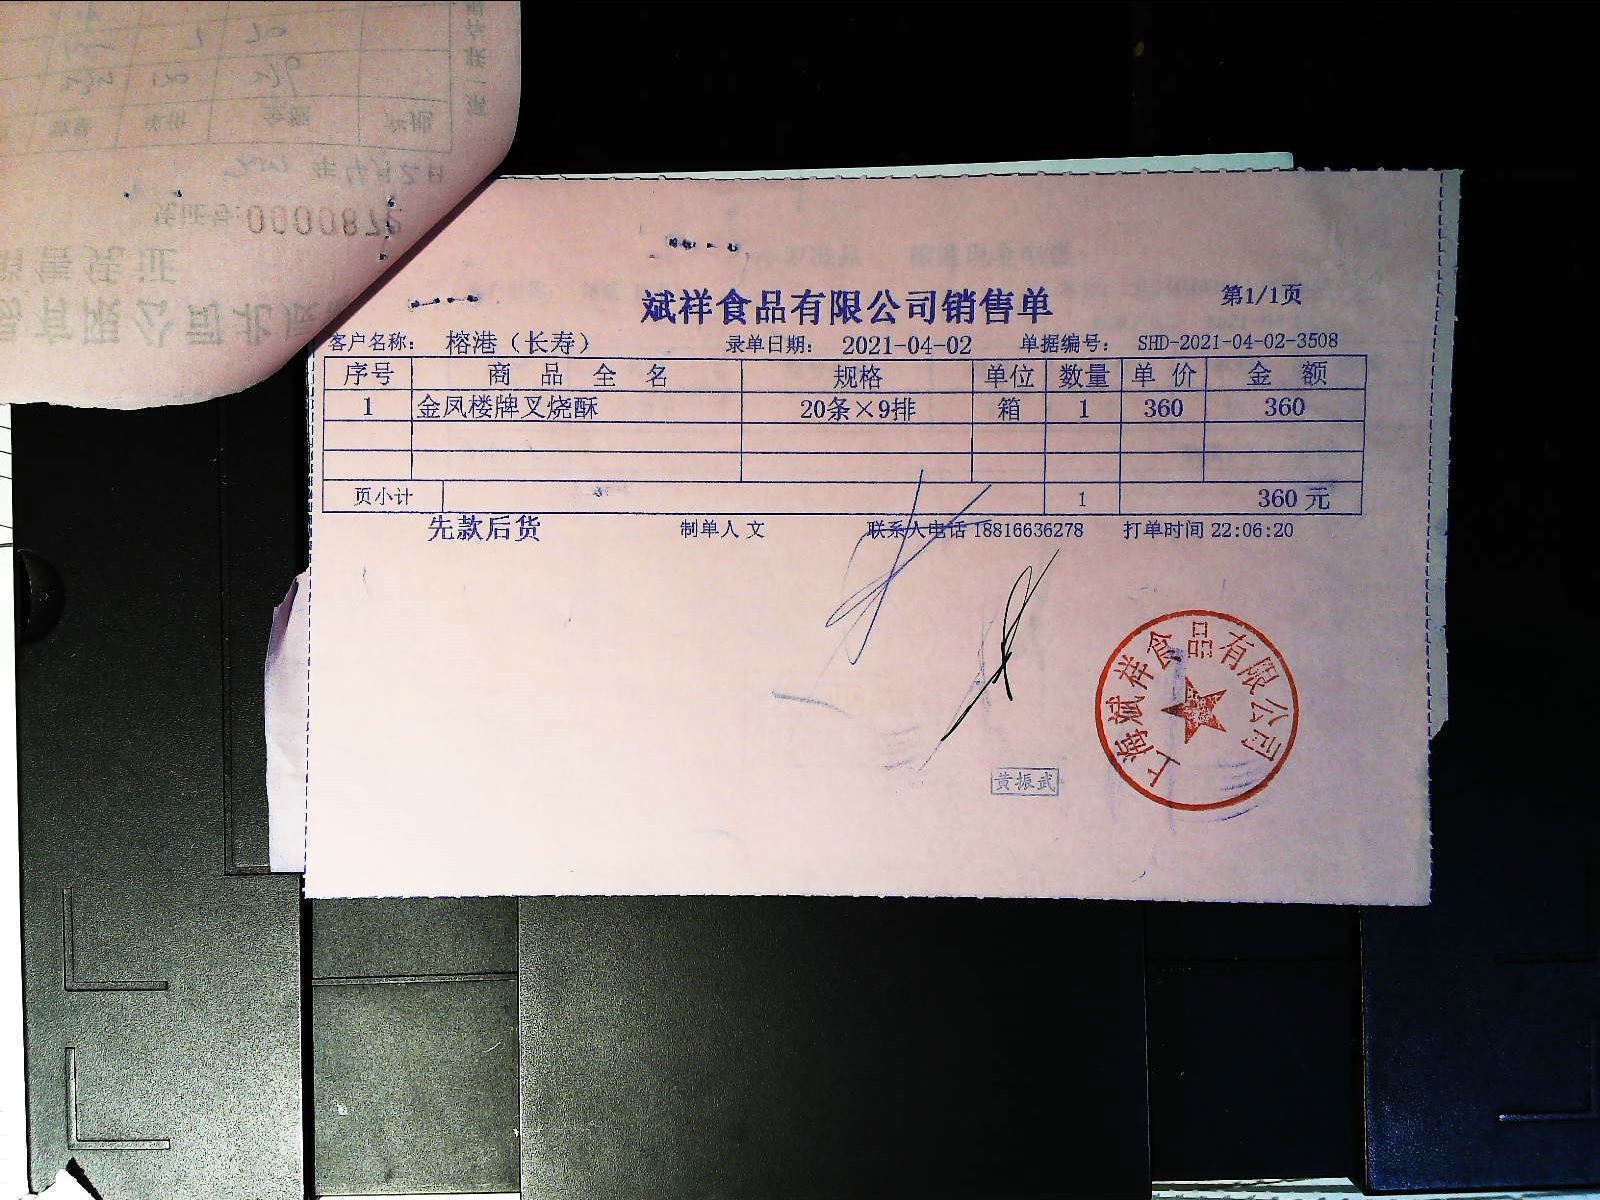 斌祥食品有限公司销售单
第1/1页
客户名称： 榕港（长寿） 录单日期： 2021-04-02 单据编号： SHD-2021-04-02-3508
序号 商品全名 规格 单位 数量 单价 金额
1 金凤楼牌叉烧酥 20条×9排 箱 1 360 360
页小计 1 360元
先款后货 制单人 文 联系人电话 18816636278 打单时间 22:06:20
上海斌祥食品有限公司
黄振武
凭证号:0000872